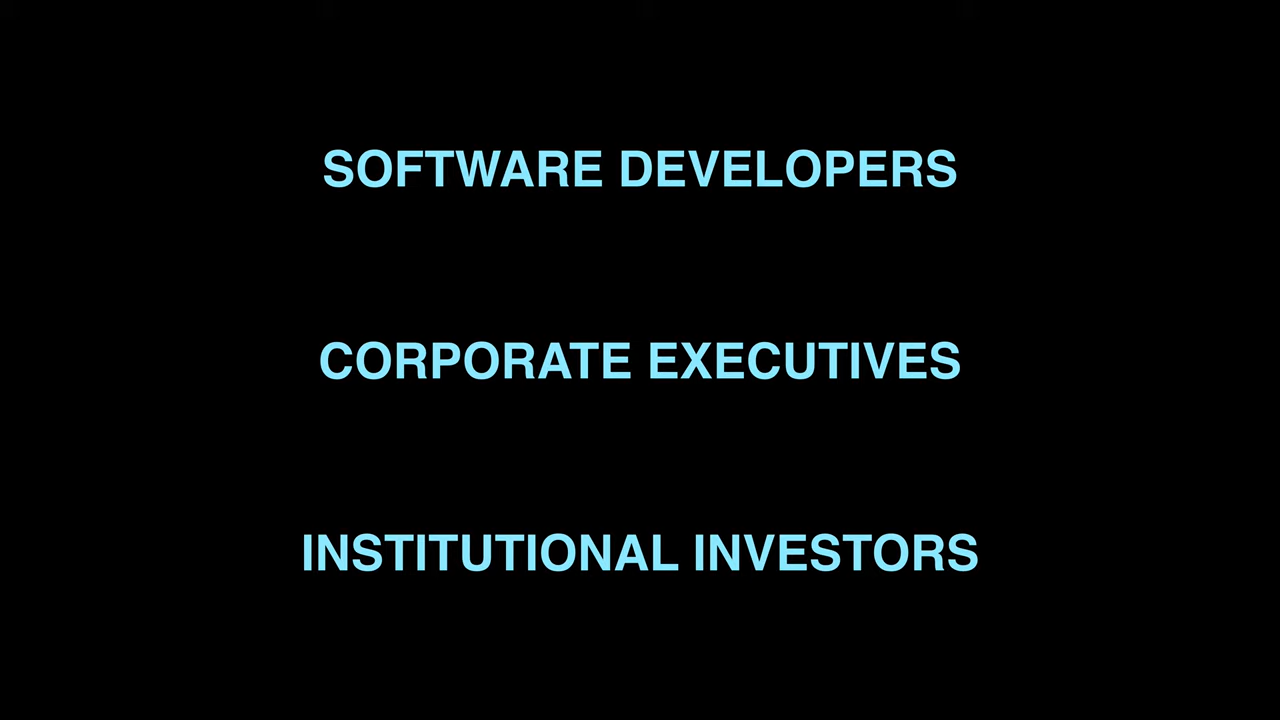 SOFTWARE DEVELOPERS
CORPORATE EXECUTIVES
INSTITUTIONAL INVESTORS